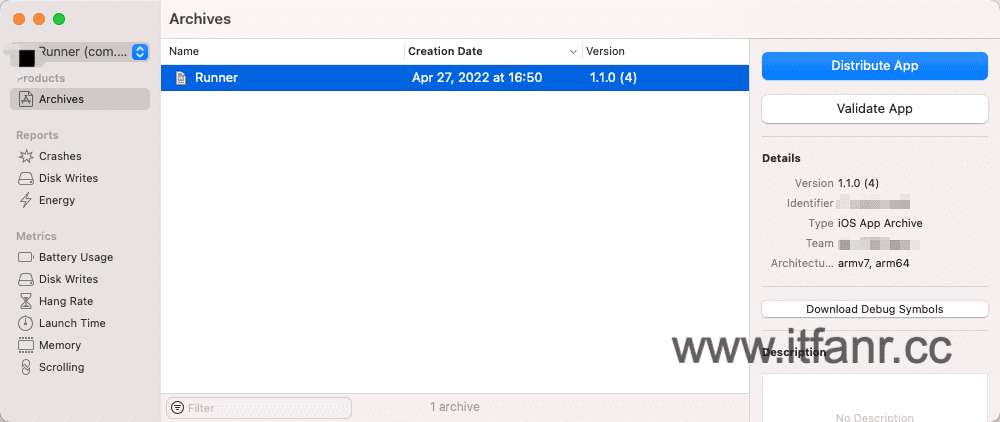 Archives
Runner (com....
Products
Archives
Reports
Crashes
Disk Writes
Energy
Metrics
Battery Usage
Disk Writes
Hang Rate
Launch Time
Memory
Scrolling
Name Creation Date Version
Runner Apr 27, 2022 at 16:50 1.1.0 (4)
Filter
1 archive
Distribute App
Validate App
Details
Version 1.1.0 (4)
Identifier
Type iOS App Archive
Team
Architectu... armv7, arm64
Download Debug Symbols
www.itfanr.cc
Description
No Description